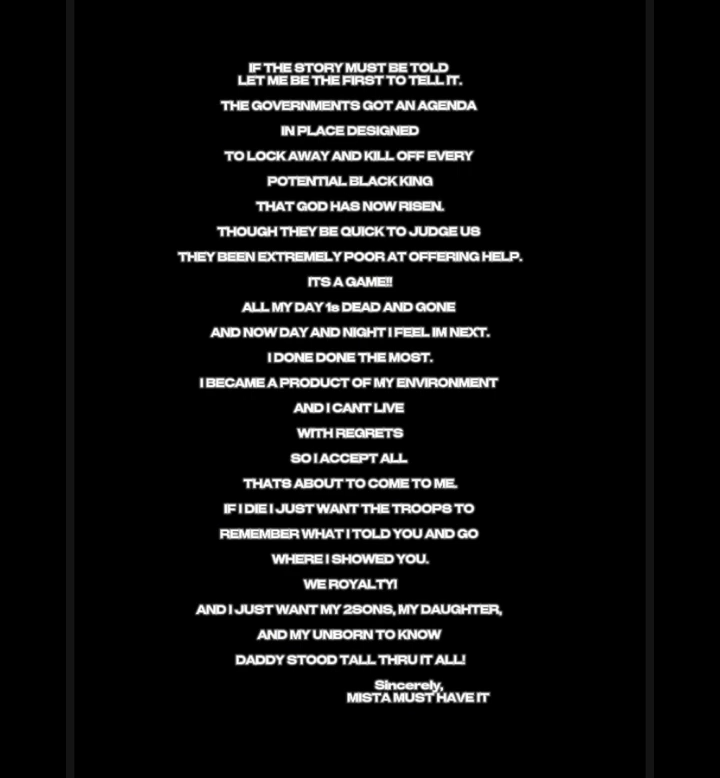 IF THE STORY MUST BE TOLD
LET ME BE THE FIRST TO TELL IT.
THE GOVERNMENTS GOT AN AGENDA
IN PLACE DESIGNED
TO LOCK AWAY AND KILL OFF EVERY
POTENTIAL BLACK KING
THAT GOD HAS NOW RISEN.
THOUGH THEY BE QUICK TO JUDGE US
THEY BEEN EXTREMELY POOR AT OFFERING HELP.
ITS A GAME!!
ALL MY DAY 1s DEAD AND GONE
AND NOW DAY AND NIGHT I FEEL IM NEXT.
I DONE DONE THE MOST.
I BECAME A PRODUCT OF MY ENVIRONMENT
AND I CANT LIVE
WITH REGRETS
SO I ACCEPT ALL
THATS ABOUT TO COME TO ME.
IF I DIE I JUST WANT THE TROOPS TO
REMEMBER WHAT I TOLD YOU AND GO
WHERE I SHOWED YOU.
WE ROYALTY!
AND I JUST WANT MY 2SONS, MY DAUGHTER,
AND MY UNBORN TO KNOW
DADDY STOOD TALL THRU IT ALL!
Sincerely,
MISTA MUST HAVE IT